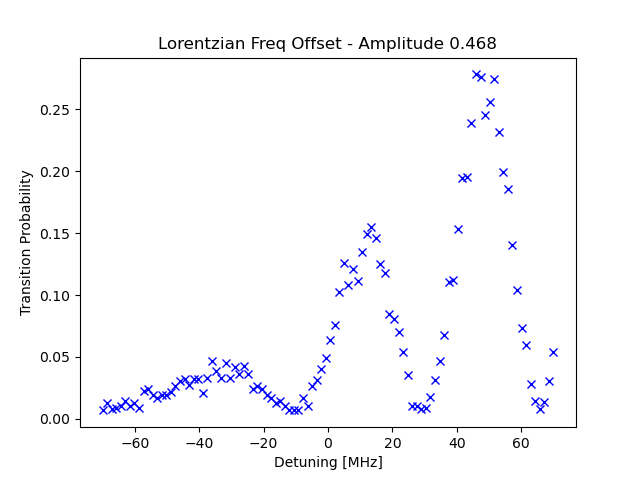 Lorentzian Freq Offset - Amplitude 0.468
Transition Probability
0.25
0.20
0.15
0.10
0.05
0.00
−60 −40 −20 0 20 40 60
Detuning [MHz]